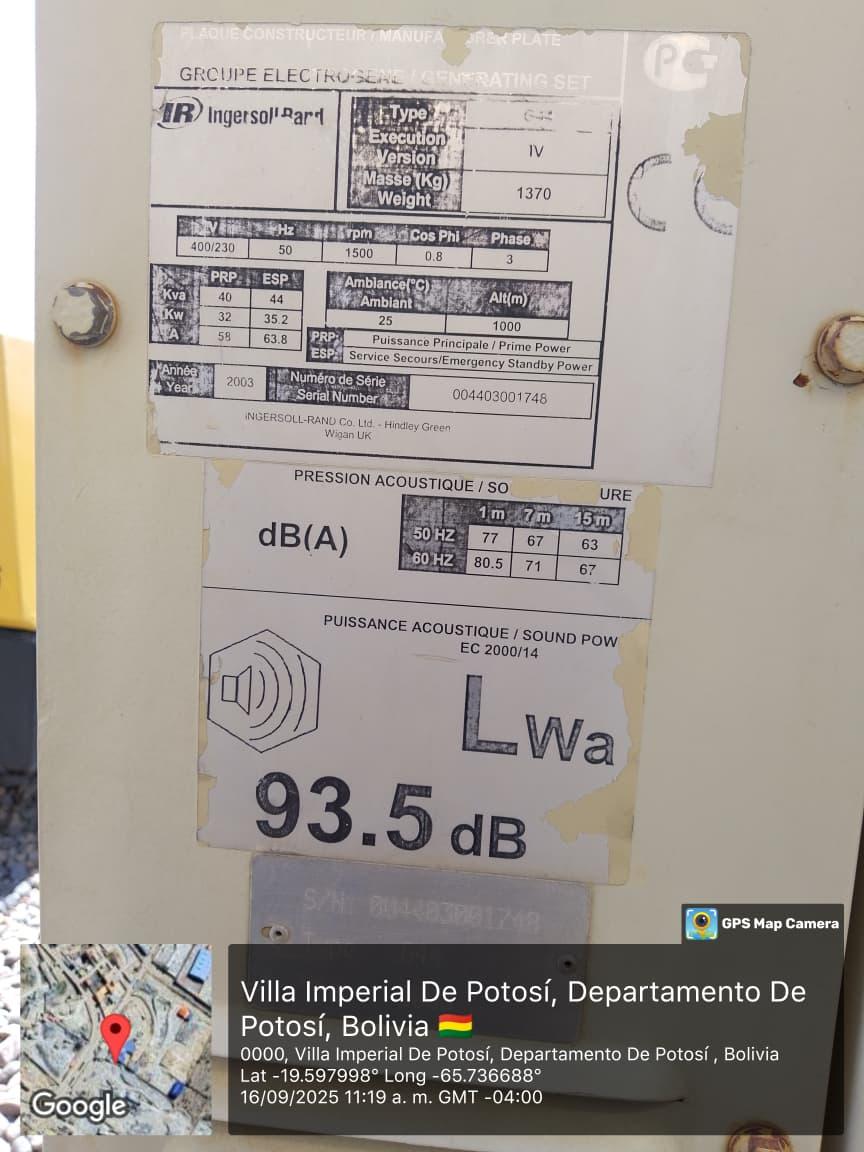 PLAQUE CONSTRUCTEUR / MANUFA RER PLATE
GROUPE ELECTROGENE / GENERATING SET
PG
IR Ingersoll Rand
Type
Execution Version IV
Masse (Kg) Weight 1370
CE
V Hz rpm Cos Phi Phase
400/230 50 1500 0.8 3
PRP ESP
Kva 40 44
Kw 32 35.2
A 58 63.8
Ambiance(°C) Ambiant Alt(m)
25 1000
PRP Puissance Principale / Prime Power
ESP Service Secours/Emergency Standby Power
Année Year 2003 Numéro de Série Serial Number 004403001748
INGERSOLL-RAND Co. Ltd. - Hindley Green
Wigan UK
PRESSION ACOUSTIQUE / SO URE
dB(A)
1m 7m 15m
50 HZ 77 67 63
60 HZ 80.5 71 67
PUISSANCE ACOUSTIQUE / SOUND POW
EC 2000/14
LWa
93.5 dB
S/N: 004403001748
GPS Map Camera
Villa Imperial De Potosí, Departamento De
Potosí, Bolivia
0000, Villa Imperial De Potosí, Departamento De Potosí , Bolivia
Lat -19.597998° Long -65.736688°
16/09/2025 11:19 a. m. GMT -04:00
Google